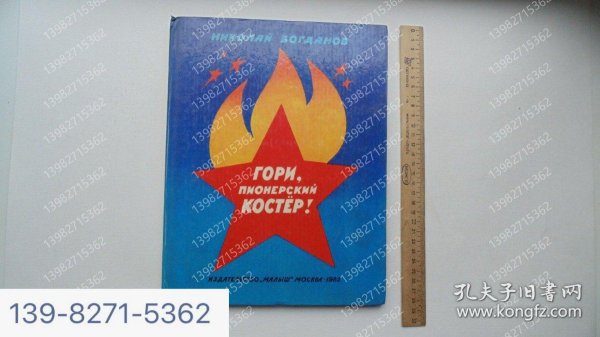 НИКОЛАЙ БОГДАНОВ
ГОРИ,
ПИОНЕРСКИЙ
КОСТЁР!
ИЗДАТЕЛЬСТВО „МАЛЫШ" МОСКВА
139-8271-5362
13982715362
孔夫子旧书网
www.kongfz.com